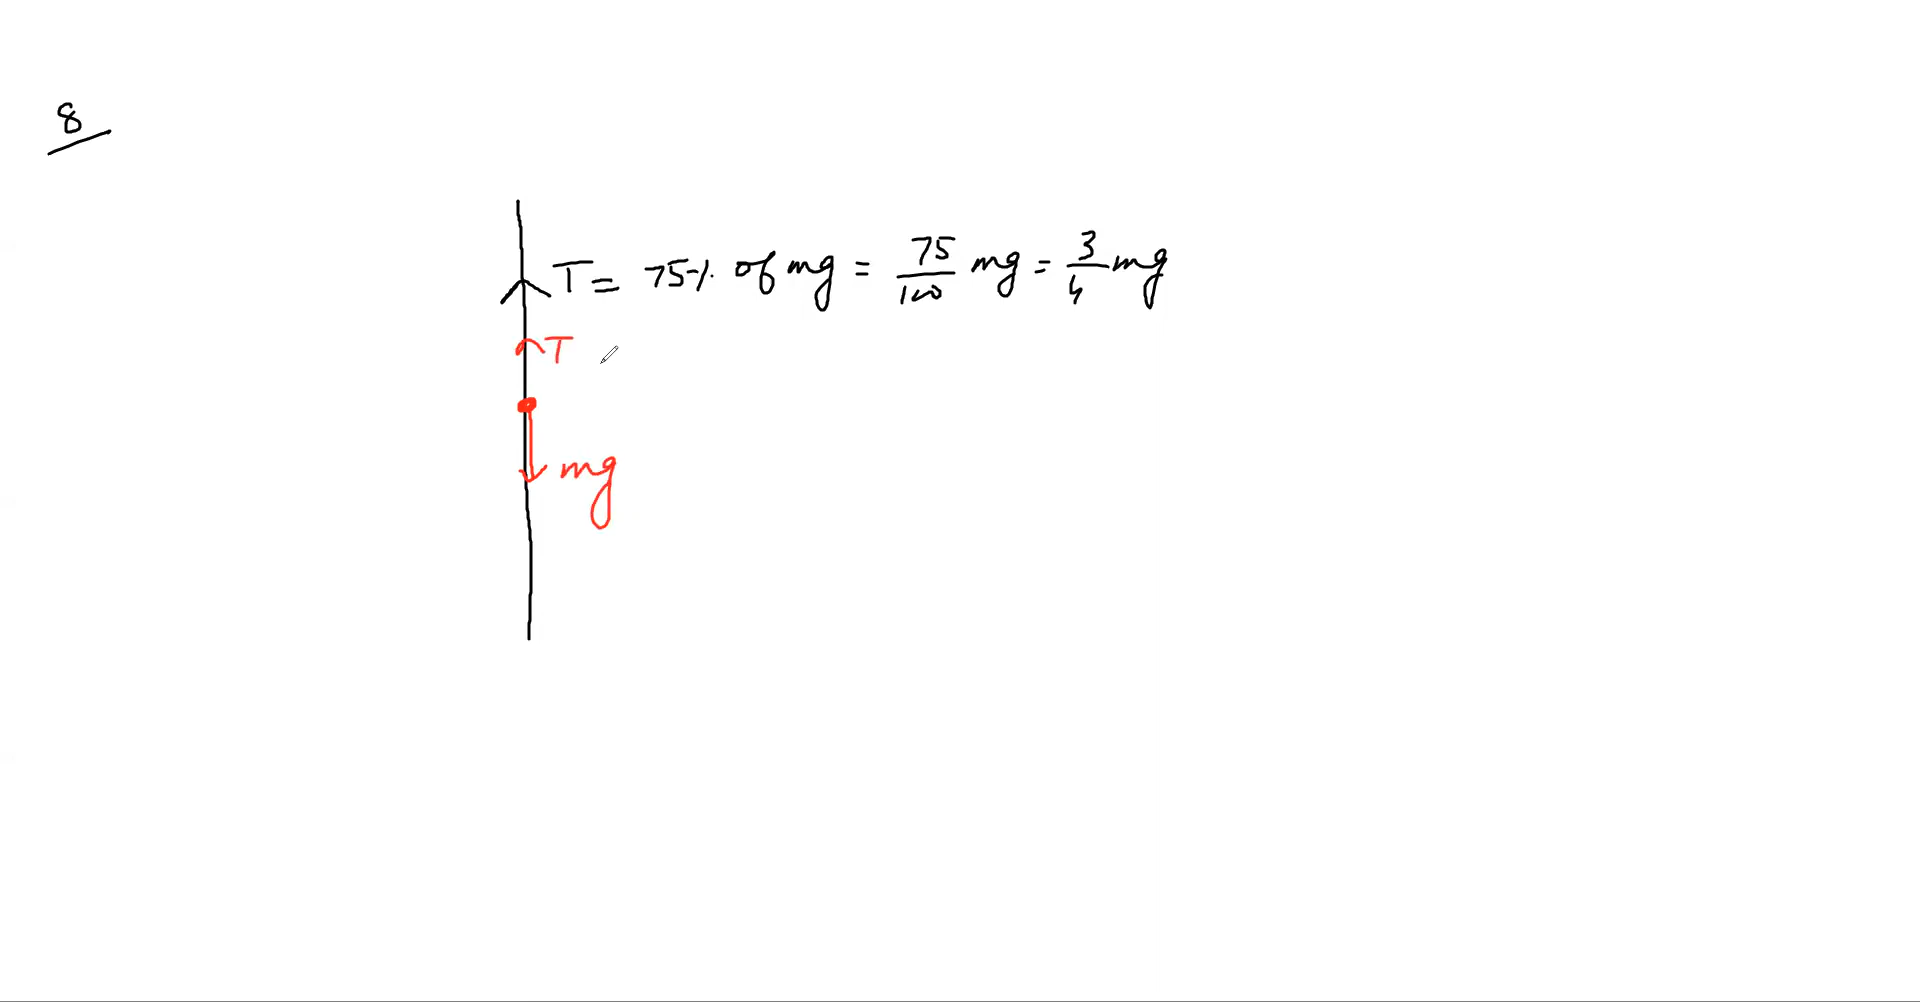 8
T = 75% of mg = 75/100 mg = 3/4 mg
T
mg